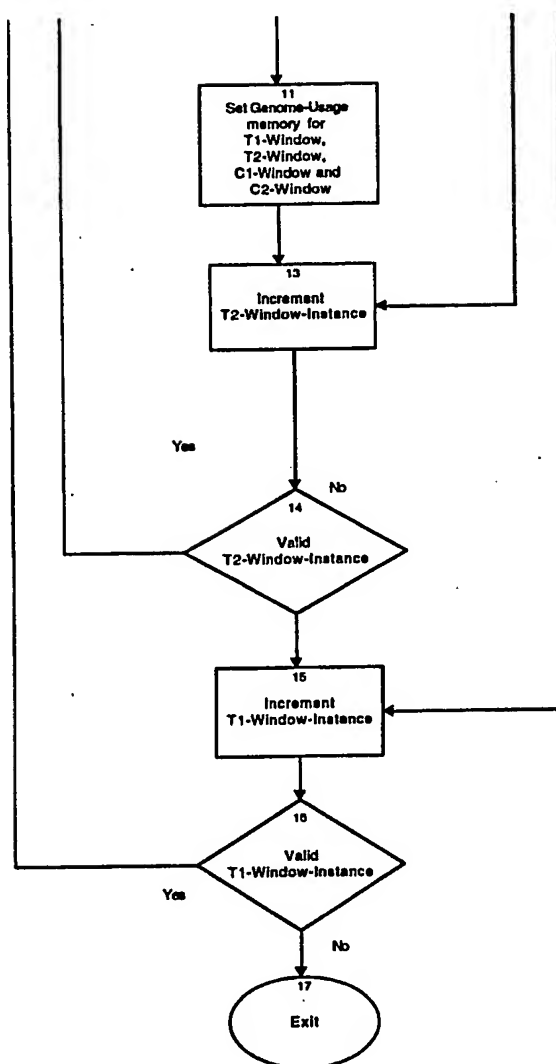 11
Set Genome-Usage
memory for
T1-Window,
T2-Window,
C1-Window and
C2-Window
13
Increment
T2-Window-Instance
Yes
No
14
Valid
T2-Window-Instance
15
Increment
T1-Window-Instance
16
Valid
T1-Window-Instance
Yes
No
17
Exit